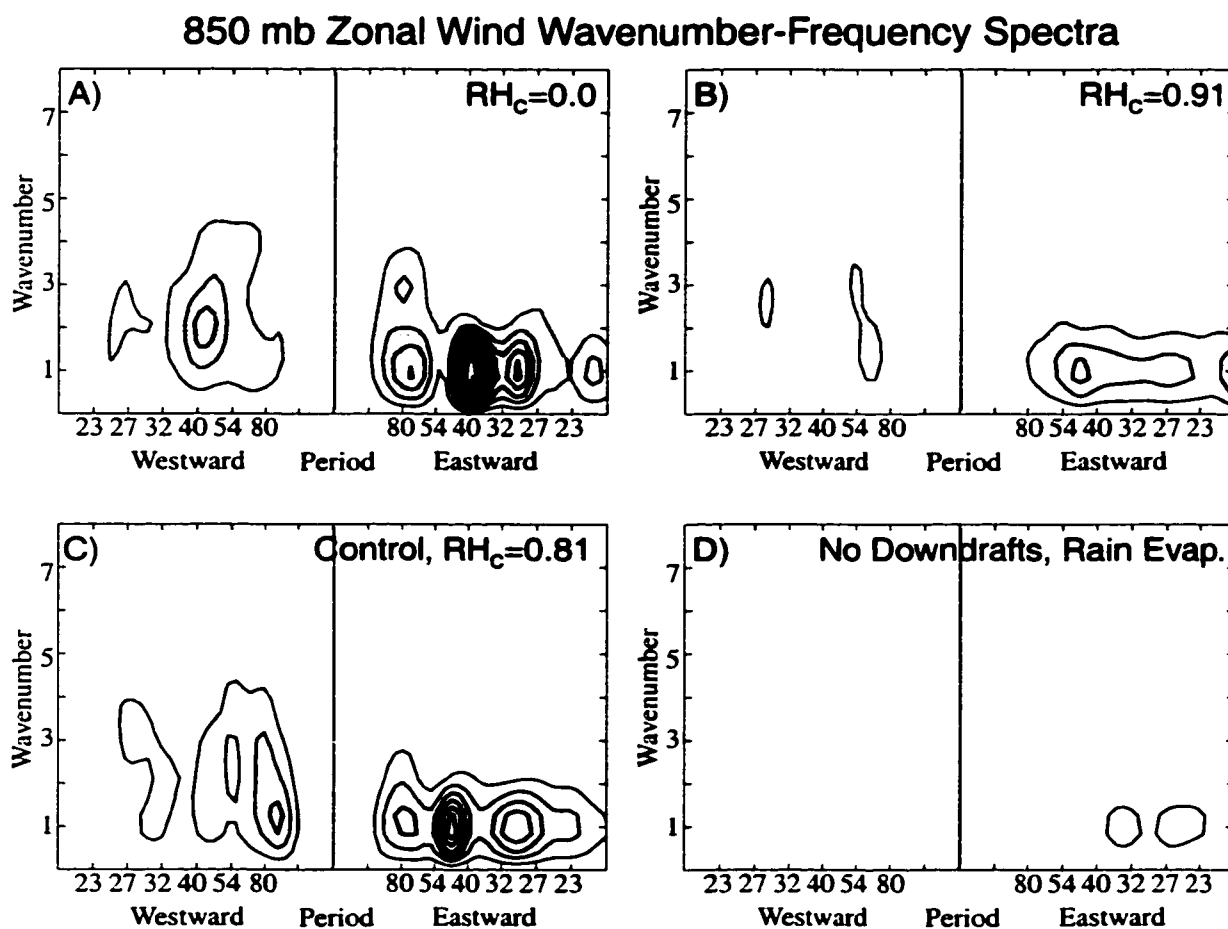 850 mb Zonal Wind Wavenumber-Frequency Spectra
A) RHc=0.0
Wavenumber
7
5
3
1
23 27 32 40 54 80 80 54 40 32 27 23
Westward Period Eastward
B) RHc=0.91
Wavenumber
7
5
3
1
23 27 32 40 54 80 80 54 40 32 27 23
Westward Period Eastward
C) Control, RHc=0.81
Wavenumber
7
5
3
1
23 27 32 40 54 80 80 54 40 32 27 23
Westward Period Eastward
D) No Downdrafts, Rain Evap.
Wavenumber
7
5
3
1
23 27 32 40 54 80 80 54 40 32 27 23
Westward Period Eastward